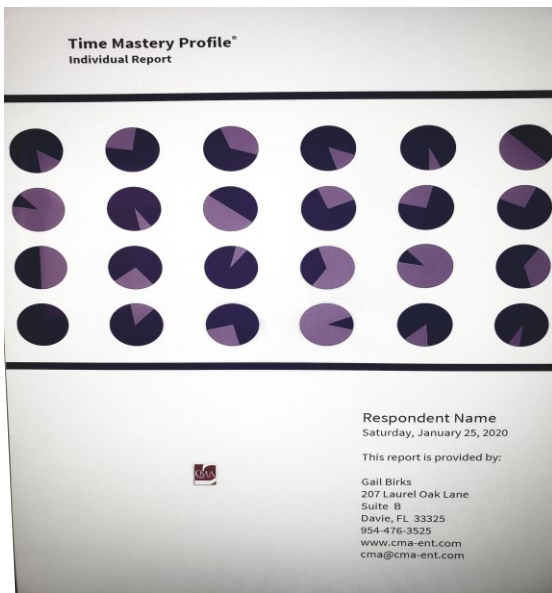 Time Mastery Profile®
Individual Report
CMA
Respondent Name
Saturday, January 25, 2020
This report is provided by:
Gail Birks
207 Laurel Oak Lane
Suite  B
Davie, FL  33325
954-476-3525
www.cma-ent.com
cma@cma-ent.com